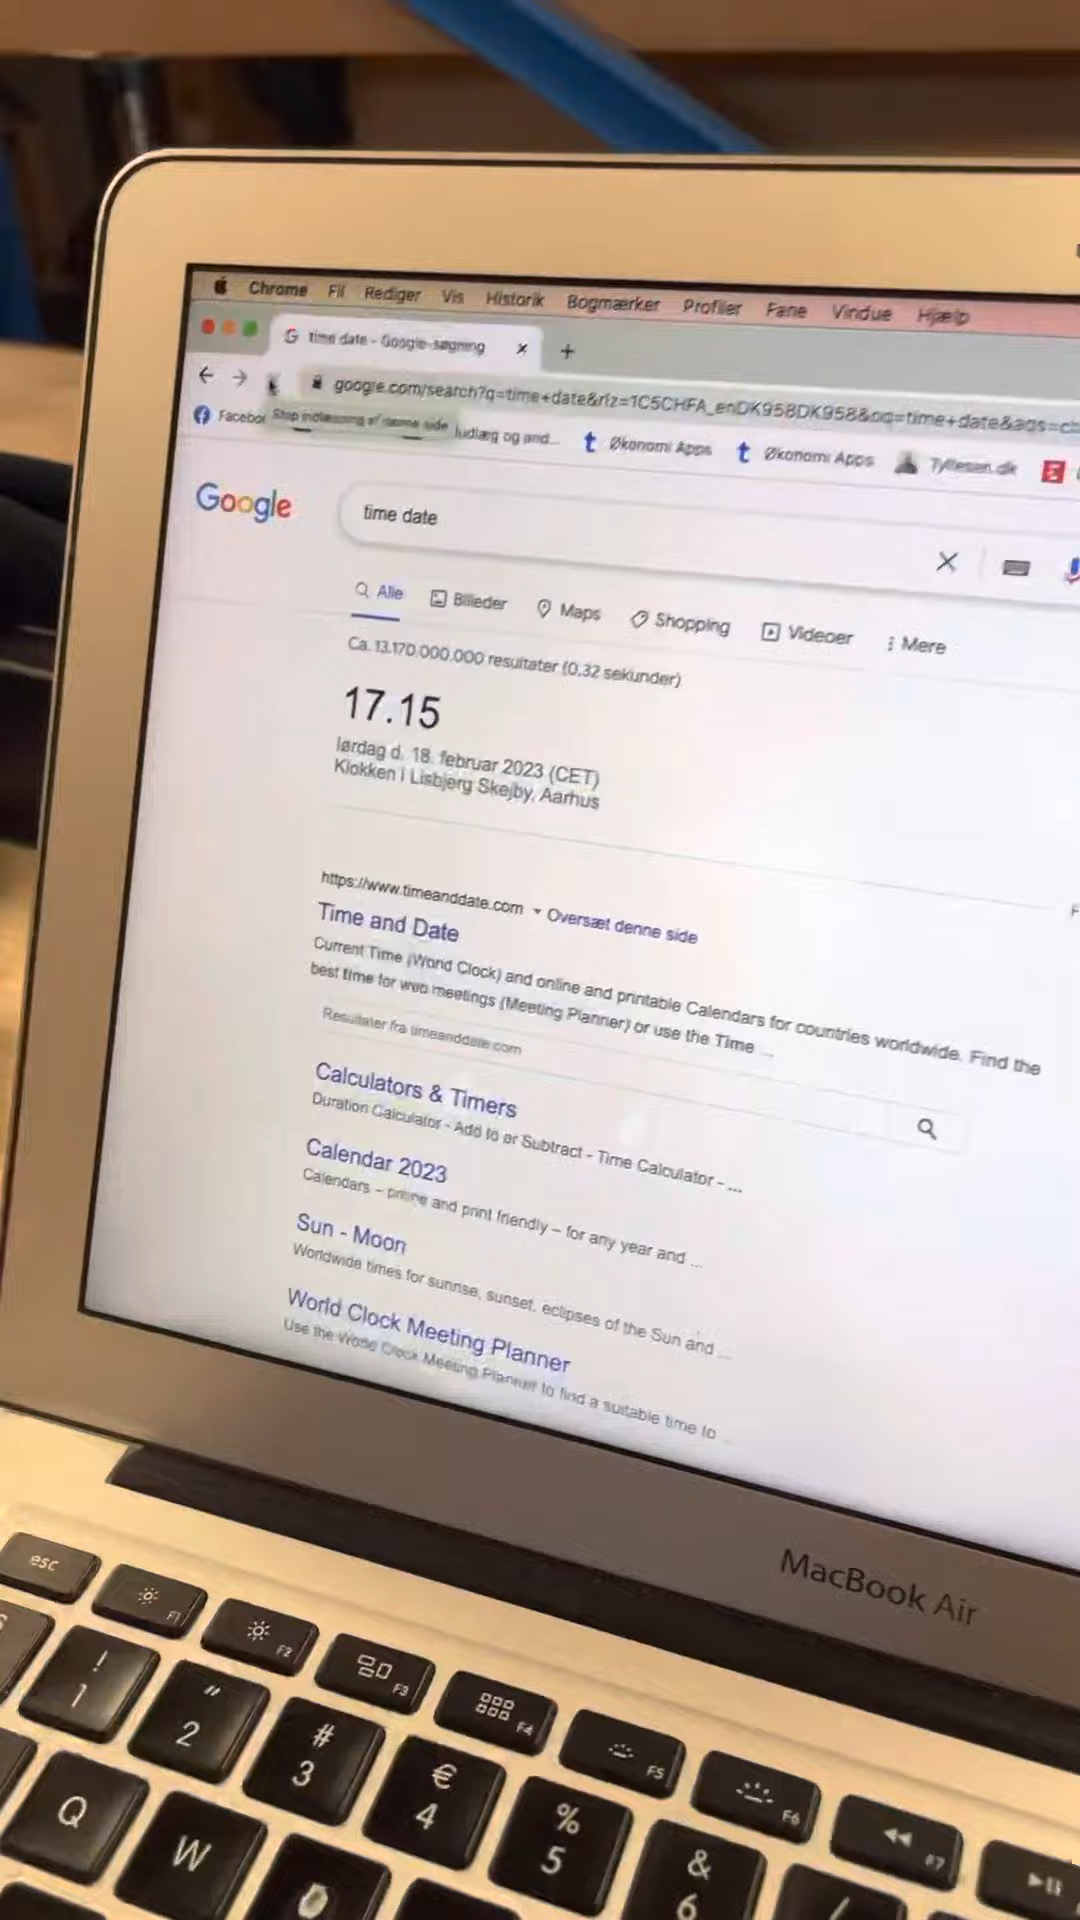 Chrome Fil Rediger Vis Historik Bogmærker Profiler Fane Vindue Hjælp
G time date - Google-søgning × +
google.com/search?q=time+date&rlz=1C5CHFA_enDK958DK958&oq=time+date&aqs=c
Facebo Stop indlæsning af denne side ludlæg og and... Økonomi Apps Økonomi Apps Tyllesen.dk
Google
time date
Alle Billeder Maps Shopping Videoer Mere
Ca. 13.170.000.000 resultater (0,32 sekunder)
17.15
lørdag d. 18. februar 2023 (CET)
Klokken i Lisbjerg Skejby, Aarhus
https://www.timeanddate.com Oversæt denne side
Time and Date
Current Time (World Clock) and online and printable Calendars for countries worldwide. Find the
best time for web meetings (Meeting Planner) or use the Time ...
Resultater fra timeanddate.com
Calculators & Timers
Duration Calculator - Add to or Subtract - Time Calculator - ...
Calendar 2023
Calendars – online and print friendly – for any year and ...
Sun - Moon
Worldwide times for sunrise, sunset, eclipses of the Sun and ...
World Clock Meeting Planner
Use the World Clock Meeting Planner to find a suitable time to ...
MacBook Air
esc F1 F2 F3 F4 F5 F6 F7
! " # € % & /
1 2 3 4 5 6
Q W